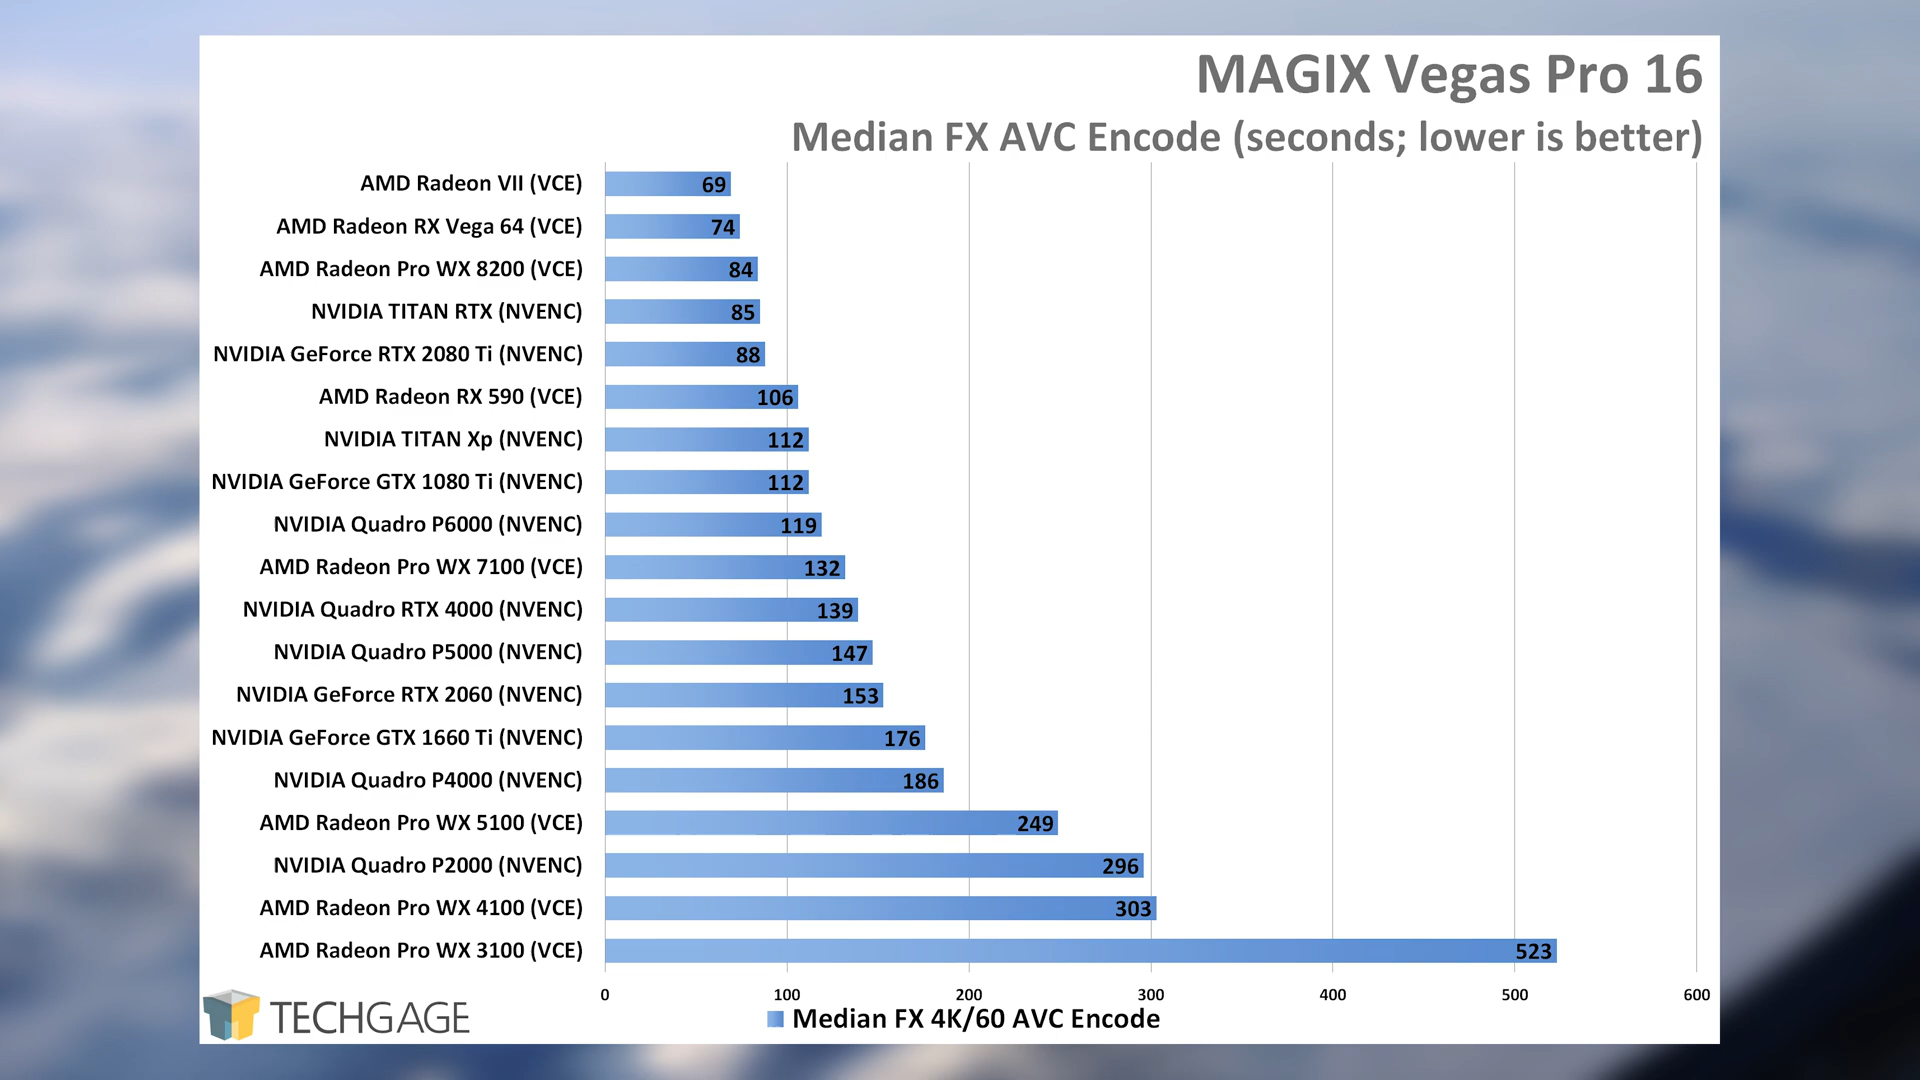 MAGIX Vegas Pro 16
Median FX AVC Encode (seconds; lower is better)
AMD Radeon VII (VCE) 69
AMD Radeon RX Vega 64 (VCE) 74
AMD Radeon Pro WX 8200 (VCE) 84
NVIDIA TITAN RTX (NVENC) 85
NVIDIA GeForce RTX 2080 Ti (NVENC) 88
AMD Radeon RX 590 (VCE) 106
NVIDIA TITAN Xp (NVENC) 112
NVIDIA GeForce GTX 1080 Ti (NVENC) 112
NVIDIA Quadro P6000 (NVENC) 119
AMD Radeon Pro WX 7100 (VCE) 132
NVIDIA Quadro RTX 4000 (NVENC) 139
NVIDIA Quadro P5000 (NVENC) 147
NVIDIA GeForce RTX 2060 (NVENC) 153
NVIDIA GeForce GTX 1660 Ti (NVENC) 176
NVIDIA Quadro P4000 (NVENC) 186
AMD Radeon Pro WX 5100 (VCE) 249
NVIDIA Quadro P2000 (NVENC) 296
AMD Radeon Pro WX 4100 (VCE) 303
AMD Radeon Pro WX 3100 (VCE) 523
0 100 200 300 400 500 600
Median FX 4K/60 AVC Encode
TECHGAGE